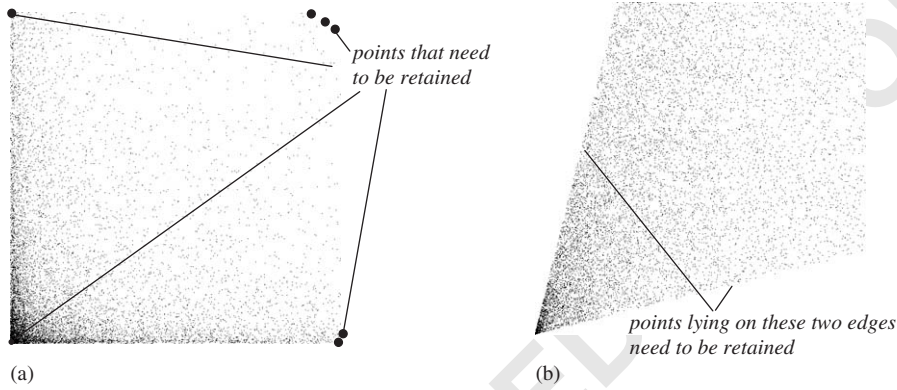 points that need
to be retained
points lying on these two edges
need to be retained
(a)
(b)